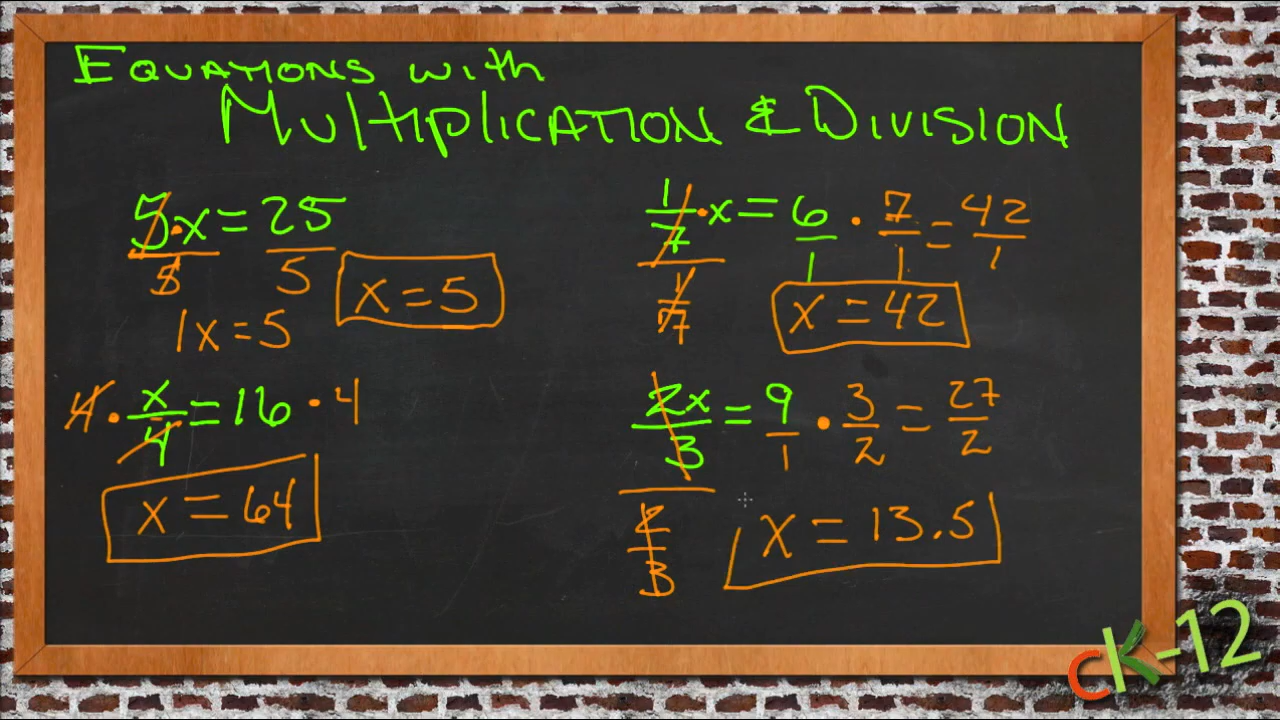 EQUATIONS with
MultiplicATION & DIVISION
5·x = 25
5 5
1x = 5
x = 5
4 · x/4 = 16 · 4
x = 64
1/7 · x = 6/1 · 7/1 = 42/1
1/7
x = 42
2x/3 = 9/1 · 3/2 = 27/2
2/3
x = 13.5
cK-12